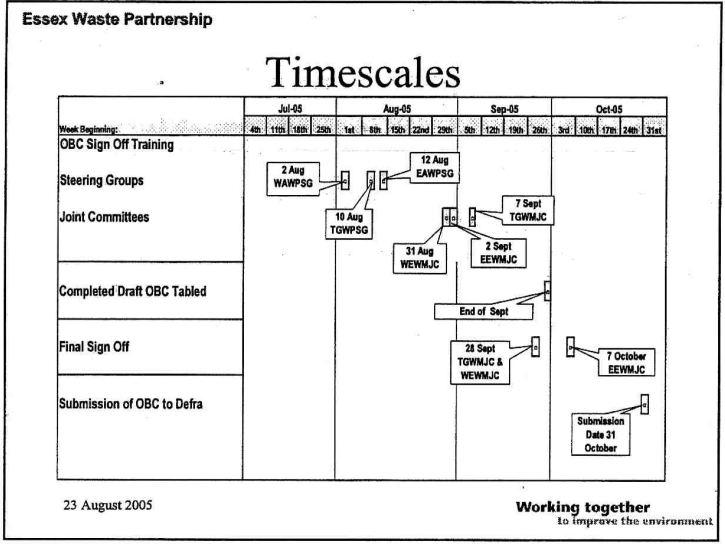 Essex Waste Partnership
Timescales
Jul-05 Aug-05 Sep-05 Oct-05
Week Beginning: 4th 11th 18th 25th 1st 8th 15th 22nd 29th 5th 12th 19th 26th 3rd 10th 17th 24th 31st
OBC Sign Off Training
Steering Groups
2 Aug
WAWPSG
12 Aug
EAWPSG
10 Aug
TGWPSG
Joint Committees
7 Sept
TGWMJC
31 Aug
WEWMJC
2 Sept
EEWMJC
Completed Draft OBC Tabled
End of Sept
Final Sign Off
28 Sept
TGWMJC &
WEWMJC
7 October
EEWMJC
Submission of OBC to Defra
Submission
Date 31
October
23 August 2005
Working together
to improve the environment